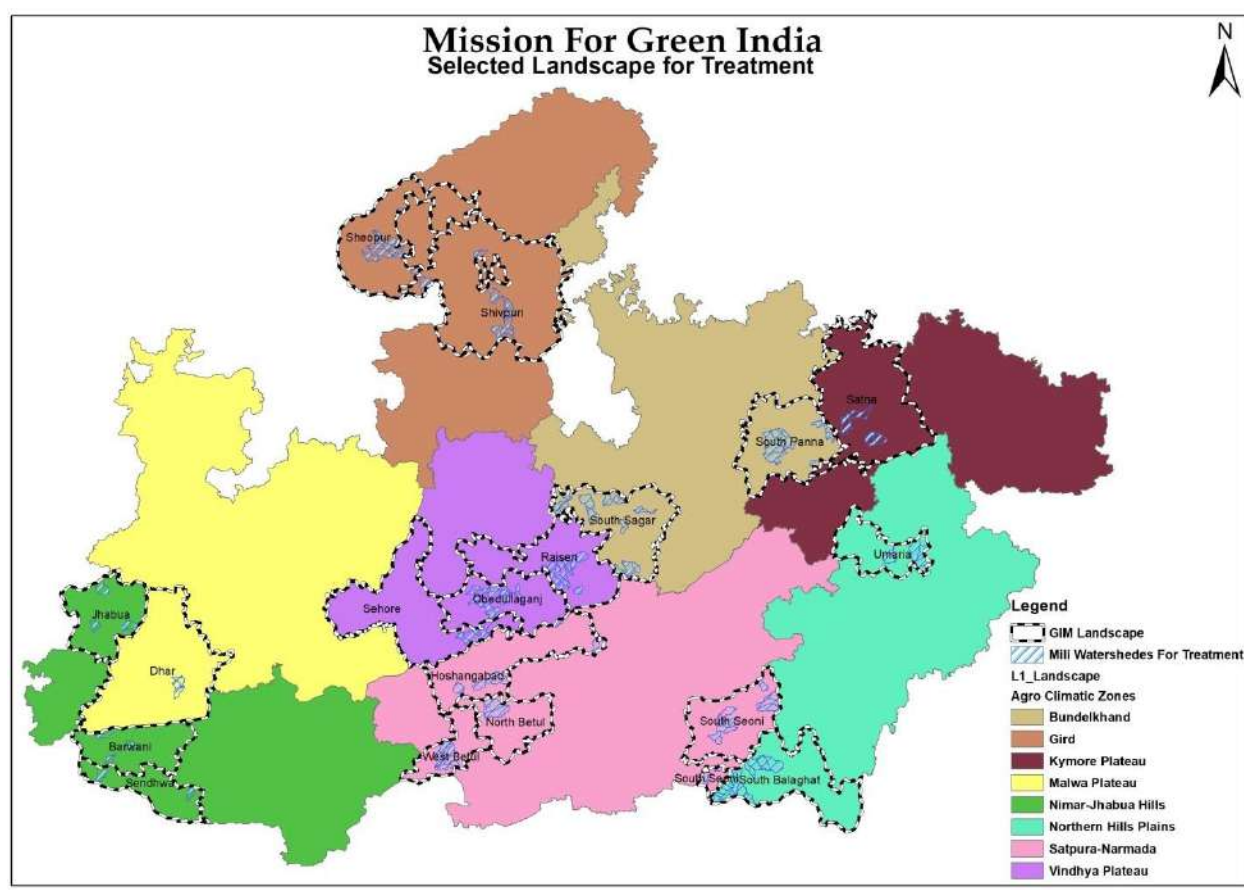 Mission For Green India
Selected Landscape for Treatment
N
Sheopur
Shivpuri
Satna
South Panna
South Sagar
Umaria
Raisen
Obedullaganj
Sehore
Jhabua
Dhar
Hoshangabad
North Betul
South Seoni
Barwani
West Betul
Sendhwa
South Seoni
South Balaghat
Legend
GIM Landscape
Mili Watershedes For Treatment
L1_Landscape
Agro Climatic Zones
Bundelkhand
Gird
Kymore Plateau
Malwa Plateau
Nimar-Jhabua Hills
Northern Hills Plains
Satpura-Narmada
Vindhya Plateau